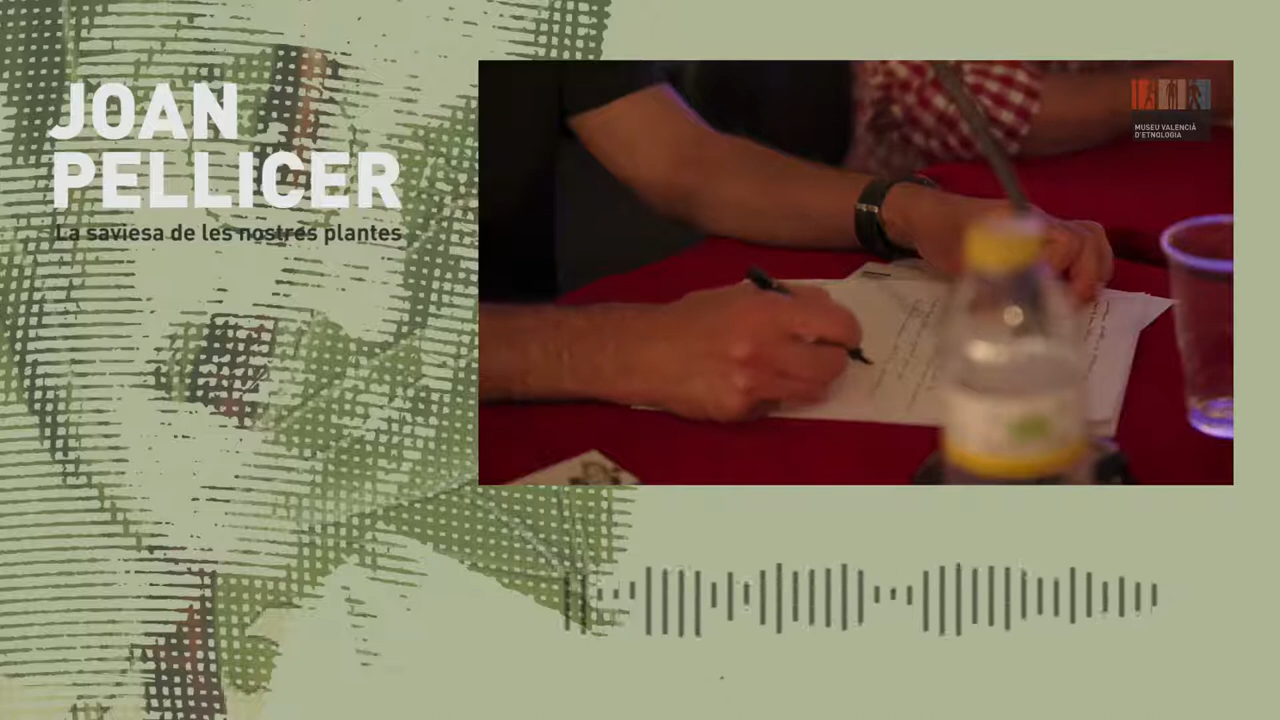 JOAN
PELLICER
La saviesa de les nostres plantes
MUSEU VALENCIÀ
D'ETNOLOGIA